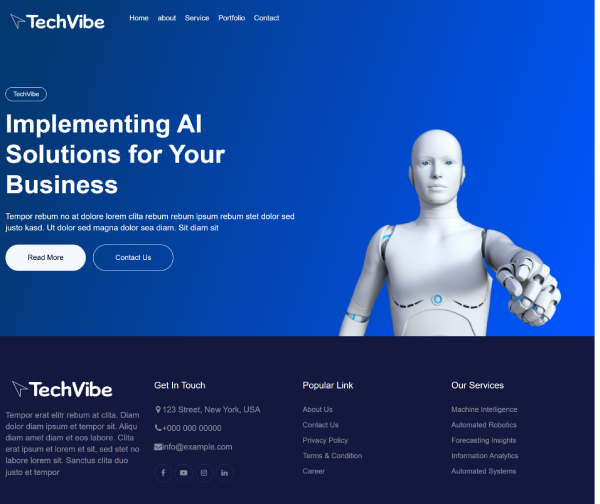 TechVibe
Home about Service Portfolio Contact
TechVibe
Implementing AI
Solutions for Your
Business
Tempor rebum no at dolore lorem clita rebum rebum ipsum rebum stet dolor sed
justo kasd. Ut dolor sed magna dolor sea diam. Sit diam sit
Read More
Contact Us
TechVibe
Tempor erat elitr rebum at clita. Diam
dolor diam ipsum et tempor sit. Aliqu
diam amet diam et eos labore. Clita
erat ipsum et lorem et sit, sed stet no
labore lorem sit. Sanctus clita duo
justo et tempor
Get In Touch
123 Street, New York, USA
+000 000 00000
info@example.com
Popular Link
About Us
Contact Us
Privacy Policy
Terms & Condition
Career
Our Services
Machine Intelligence
Automated Robotics
Forecasting Insights
Information Analytics
Automated Systems